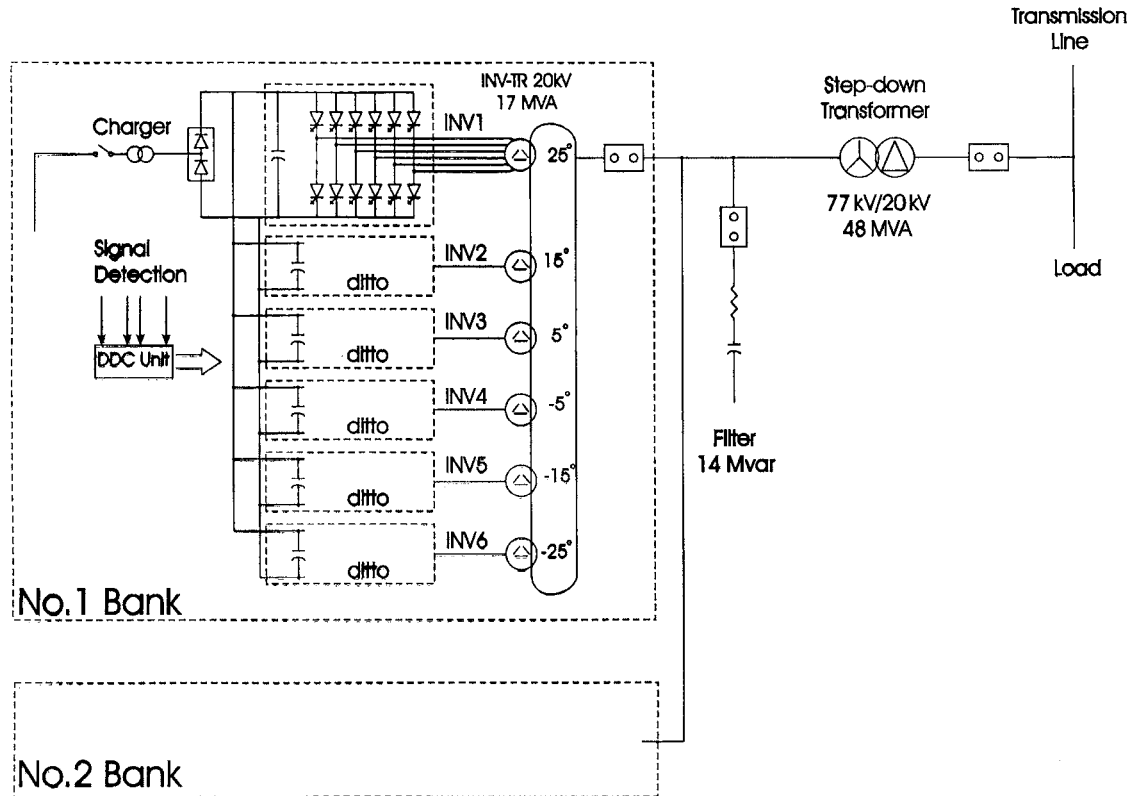 Transmission
Line
INV-TR 20kV
17 MVA
Step-down
Transformer
Charger
INV1
25°
77 kV/20 kV
48 MVA
Signal
Detection
INV2
15°
ditto
Load
DDC Unit
INV3
5°
ditto
INV4
-5°
ditto
Filter
14 Mvar
INV5
-15°
ditto
INV6
-25°
ditto
No.1 Bank
No.2 Bank